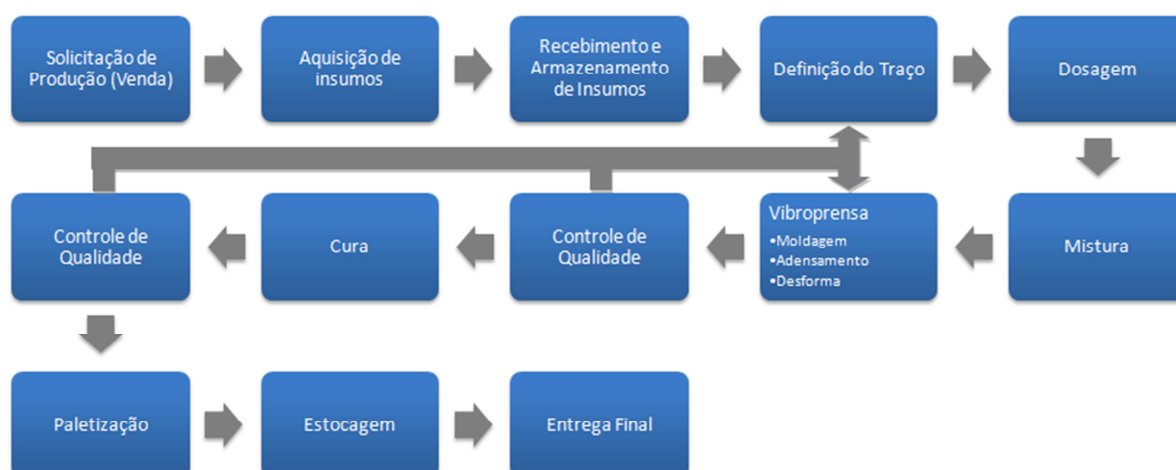 Solicitação de
Produção (Venda)
Aquisição de
insumos
Recebimento e
Armazenamento
de Insumos
Definição do Traço
Dosagem
Controle de
Qualidade
Cura
Controle de
Qualidade
Vibroprensa
•Moldagem
•Adensamento
•Desforma
Mistura
Paletização
Estocagem
Entrega Final